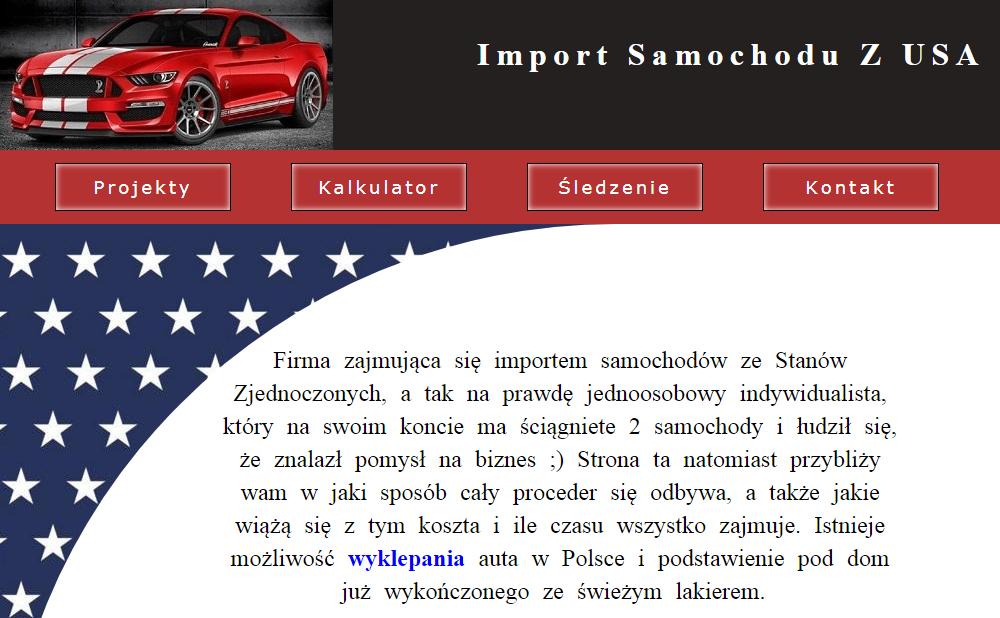 Import Samochodu Z USA
Projekty
Kalkulator
Śledzenie
Kontakt
Firma zajmująca się importem samochodów ze Stanów
Zjednoczonych, a tak na prawdę jednoosobowy indywidualista,
który na swoim koncie ma ściągniete 2 samochody i łudził się,
że znalazł pomysł na biznes ;) Strona ta natomiast przybliży
wam w jaki sposób cały proceder się odbywa, a także jakie
wiążą się z tym koszta i ile czasu wszystko zajmuje. Istnieje
możliwość wyklepania auta w Polsce i podstawienie pod dom
już wykończonego ze świeżym lakierem.